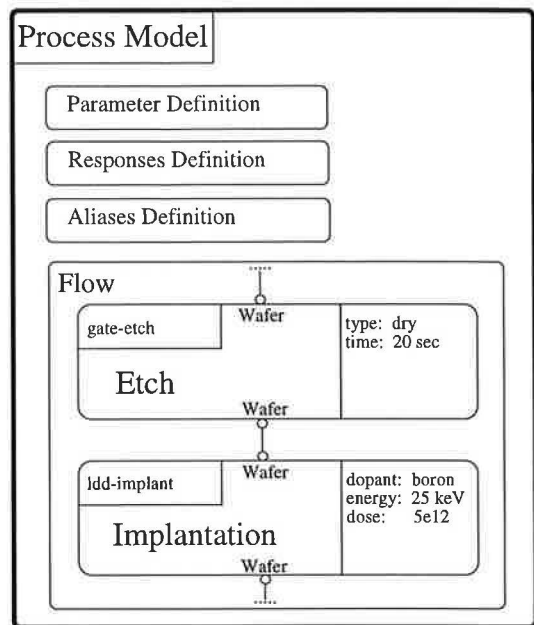 Process Model
Parameter Definition
Responses Definition
Aliases Definition
Flow
.....
Wafer
gate-etch
type: dry
time: 20 sec
Etch
Wafer
Wafer
ldd-implant
dopant: boron
energy: 25 keV
dose: 5e12
Implantation
Wafer
.....